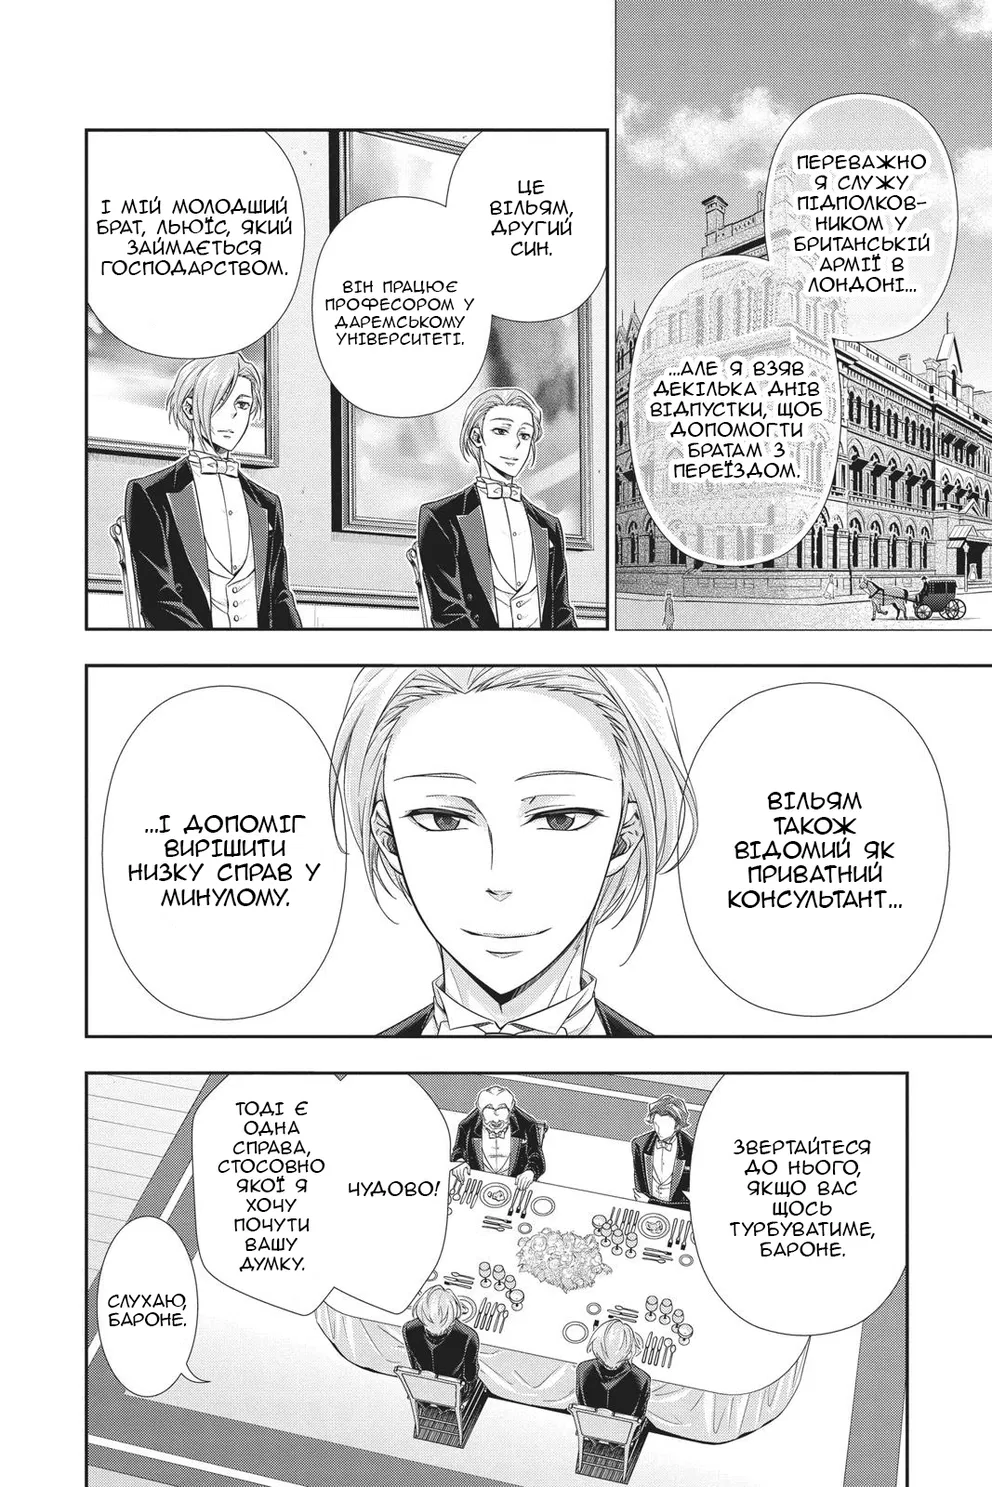 ПЕРЕВАЖНО
Я СЛУЖУ
ПІДПОЛКОВ-
НИКОМ У
БРИТАНСЬКІЙ
АРМІЇ В
ЛОНДОНІ...
...АЛЕ Я ВЗЯВ
ДЕКІЛЬКА ДНІВ
ВІДПУСТКИ, ЩОБ
ДОПОМОГТИ
БРАТАМ З
ПЕРЕЇЗДОМ.
ЦЕ
ВІЛЬЯМ,
ДРУГИЙ
СИН.
ВІН ПРАЦЮЄ
ПРОФЕСОРОМ У
ДАРЕМСЬКОМУ
УНІВЕРСИТЕТІ.
І МІЙ МОЛОДШИЙ
БРАТ, ЛЬЮЇС, ЯКИЙ
ЗАЙМАЄТЬСЯ
ГОСПОДАРСТВОМ.
ВІЛЬЯМ
ТАКОЖ
ВІДОМИЙ ЯК
ПРИВАТНИЙ
КОНСУЛЬТАНТ...
...І ДОПОМІГ
ВИРІШИТИ
НИЗКУ СПРАВ У
МИНУЛОМУ.
ЗВЕРТАЙТЕСЯ
ДО НЬОГО,
ЯКЩО ВАС
ЩОСЬ
ТУРБУВАТИМЕ,
БАРОНЕ.
ЧУДОВО!
ТОДІ Є
ОДНА
СПРАВА,
СТОСОВНО
ЯКОЇ Я
ХОЧУ
ПОЧУТИ
ВАШУ
ДУМКУ.
СЛУХАЮ,
БАРОНЕ.